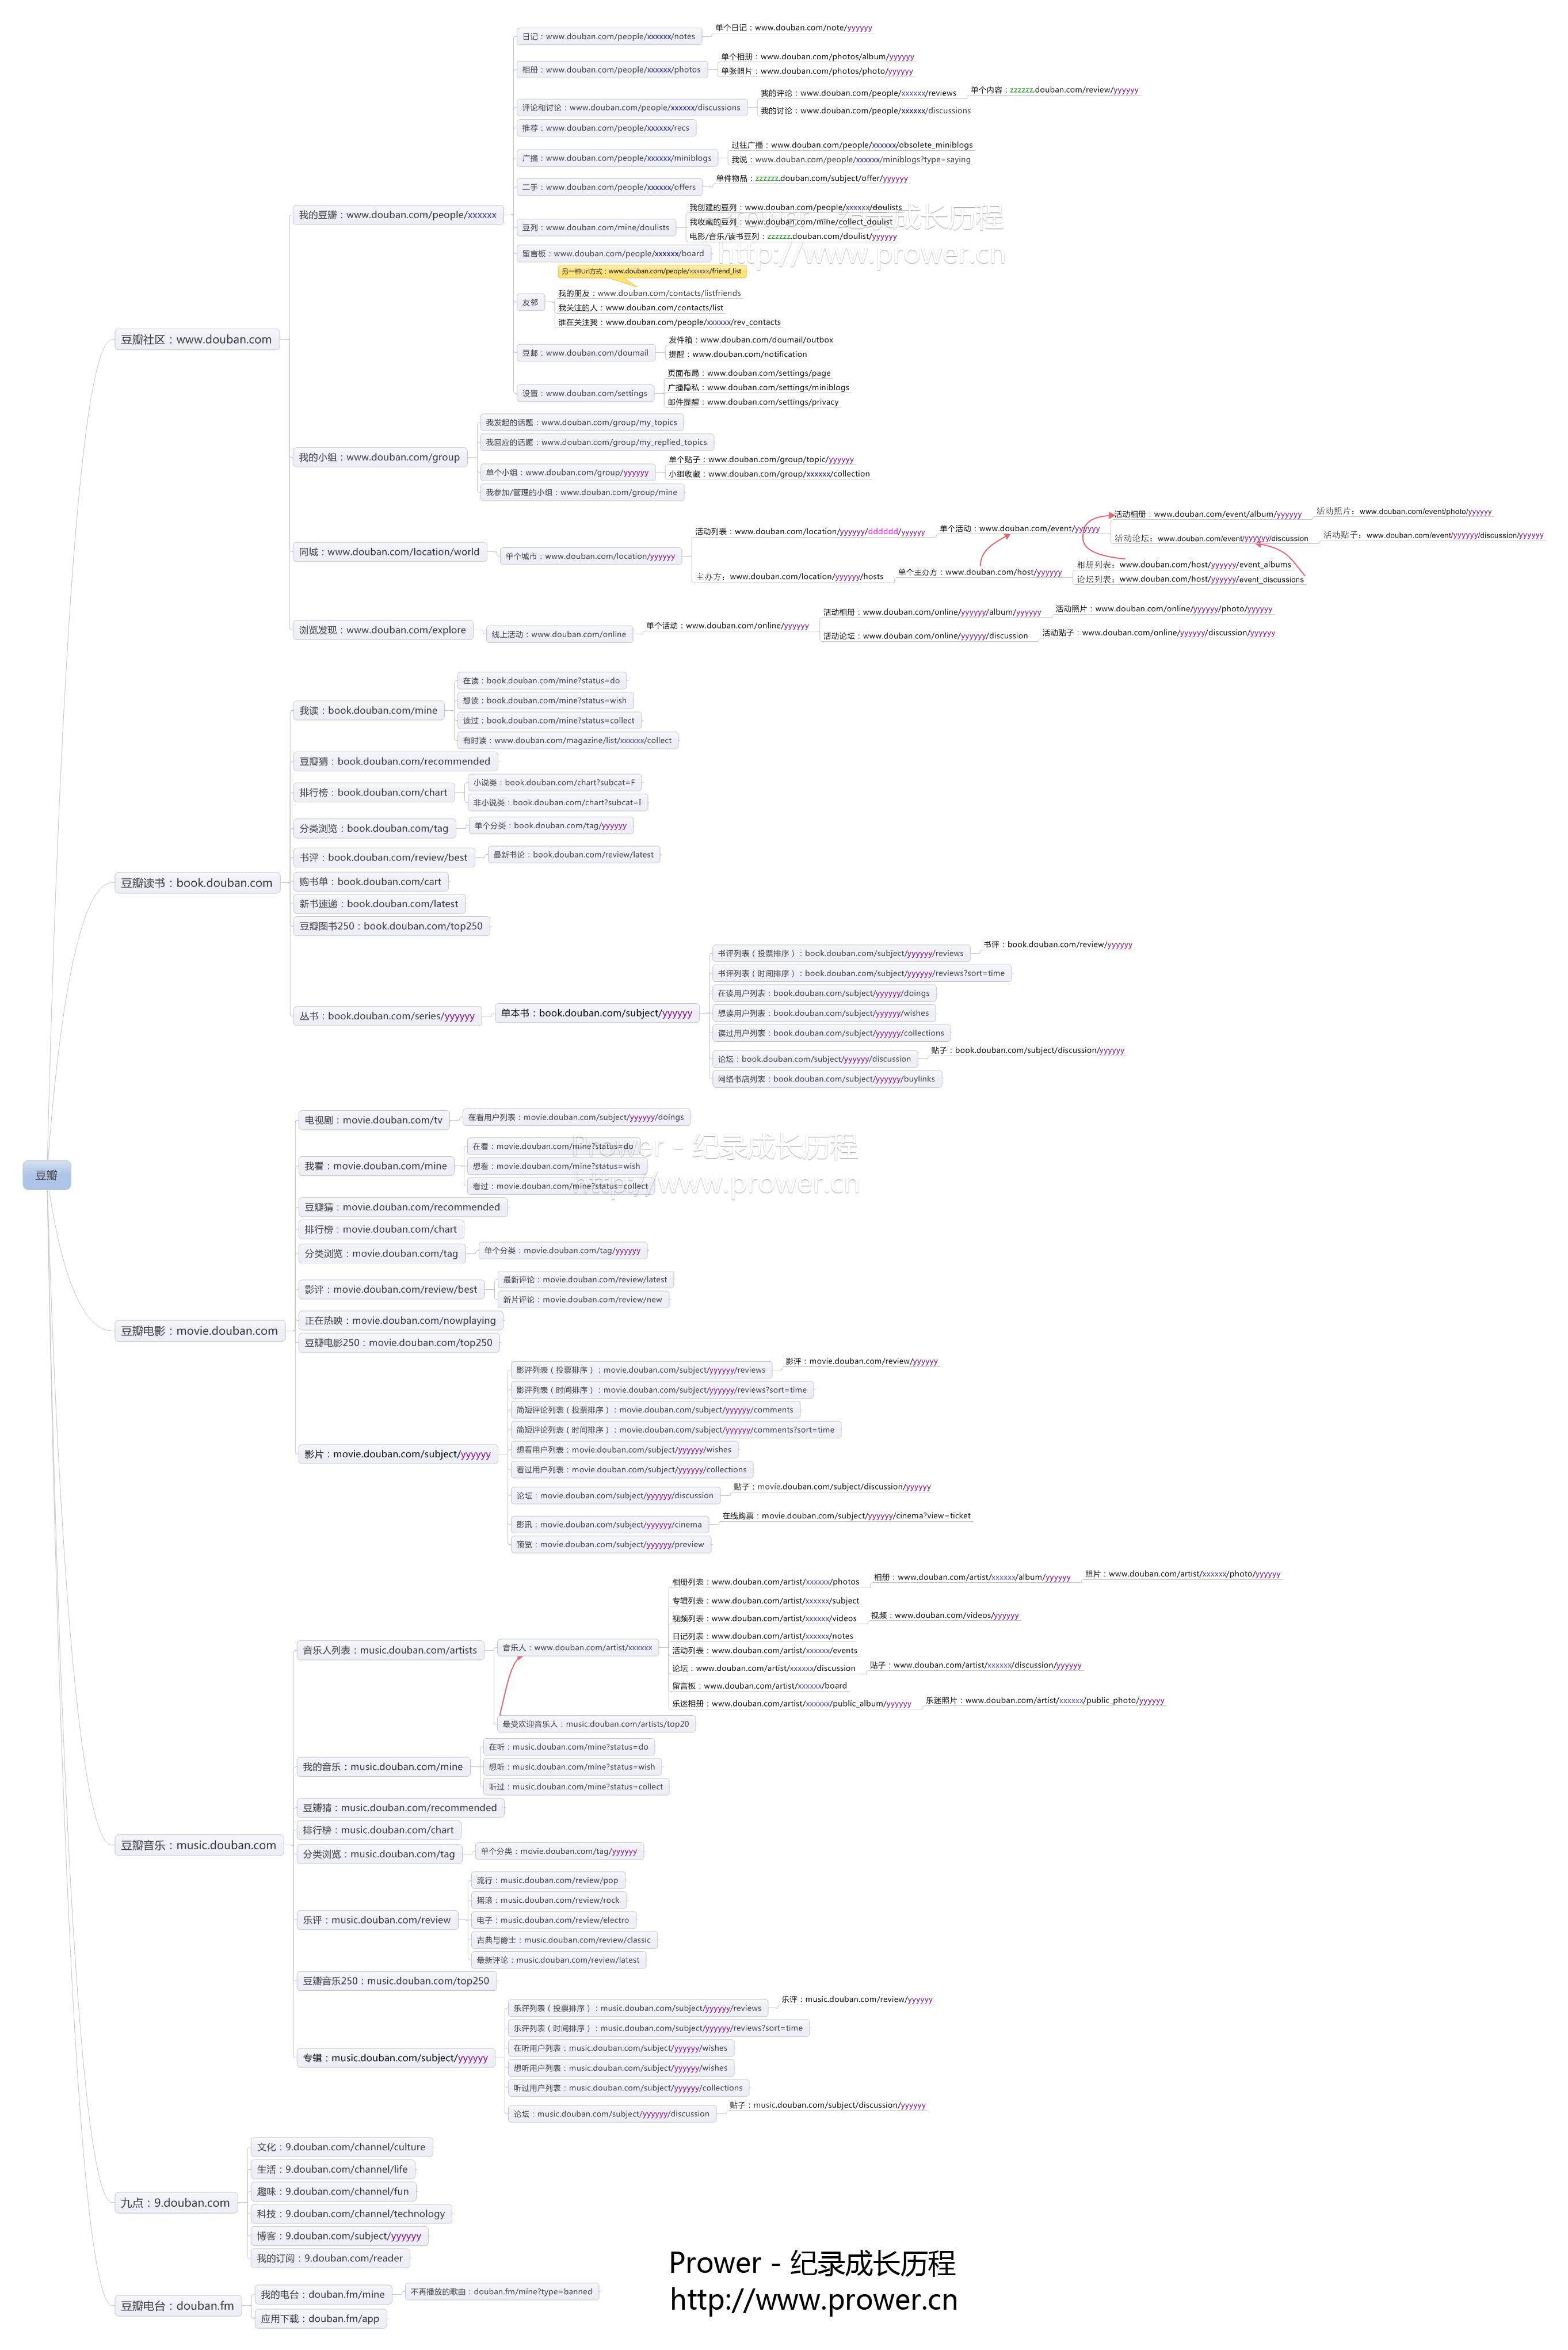 豆瓣
豆瓣社区：www.douban.com
我的豆瓣：www.douban.com/people/xxxxxx
日记：www.douban.com/people/xxxxxx/notes
单个日记：www.douban.com/note/yyyyyy
相册：www.douban.com/people/xxxxxx/photos
单个相册：www.douban.com/photos/album/yyyyyy
单张照片：www.douban.com/photos/photo/yyyyyy
评论和讨论：www.douban.com/people/xxxxxx/discussions
我的评论：www.douban.com/people/xxxxxx/reviews
单个内容：zzzzzz.douban.com/review/yyyyyy
我的讨论：www.douban.com/people/xxxxxx/discussions
推荐：www.douban.com/people/xxxxxx/recs
广播：www.douban.com/people/xxxxxx/miniblogs
过往广播：www.douban.com/people/xxxxxx/obsolete_miniblogs
我说：www.douban.com/people/xxxxxx/miniblogs?type=saying
二手：www.douban.com/people/xxxxxx/offers
单件物品：zzzzzz.douban.com/subject/offer/yyyyyy
豆列：www.douban.com/mine/doulists
我创建的豆列：www.douban.com/people/xxxxxx/doulists
我收藏的豆列：www.douban.com/mine/collect_doulist
电影/音乐/读书豆列：zzzzzz.douban.com/doulist/yyyyyy
Prower - 纪录成长历程
http://www.prower.cn
留言板：www.douban.com/people/xxxxxx/board
另一种Url方式：www.douban.com/people/xxxxxx/friend_list
友邻
我的朋友：www.douban.com/contacts/listfriends
我关注的人：www.douban.com/contacts/list
谁在关注我：www.douban.com/people/xxxxxx/rev_contacts
豆邮：www.douban.com/doumail
发件箱：www.douban.com/doumail/outbox
提醒：www.douban.com/notification
设置：www.douban.com/settings
页面布局：www.douban.com/settings/page
广播隐私：www.douban.com/settings/miniblogs
邮件提醒：www.douban.com/settings/privacy
我的小组：www.douban.com/group
我发起的话题：www.douban.com/group/my_topics
我回应的话题：www.douban.com/group/my_replied_topics
单个小组：www.douban.com/group/yyyyyy
单个贴子：www.douban.com/group/topic/yyyyyy
小组收藏：www.douban.com/group/xxxxxx/collection
我参加/管理的小组：www.douban.com/group/mine
同城：www.douban.com/location/world
单个城市：www.douban.com/location/yyyyyy
活动列表：www.douban.com/location/yyyyyy/dddddd/yyyyyy
单个活动：www.douban.com/event/yyyyyy
活动相册：www.douban.com/event/album/yyyyyy
活动照片：www.douban.com/event/photo/yyyyyy
活动论坛：www.douban.com/event/yyyyyy/discussion
活动贴子：www.douban.com/event/yyyyyy/discussion/yyyyyy
主办方：www.douban.com/location/yyyyyy/hosts
单个主办方：www.douban.com/host/yyyyyy
相册列表：www.douban.com/host/yyyyyy/event_albums
论坛列表：www.douban.com/host/yyyyyy/event_discussions
浏览发现：www.douban.com/explore
线上活动：www.douban.com/online
单个活动：www.douban.com/online/yyyyyy
活动相册：www.douban.com/online/yyyyyy/album/yyyyyy
活动照片：www.douban.com/online/yyyyyy/photo/yyyyyy
活动论坛：www.douban.com/online/yyyyyy/discussion
活动贴子：www.douban.com/online/yyyyyy/discussion/yyyyyy
豆瓣读书：book.douban.com
我读：book.douban.com/mine
在读：book.douban.com/mine?status=do
想读：book.douban.com/mine?status=wish
读过：book.douban.com/mine?status=collect
有时读：www.douban.com/magazine/list/xxxxxx/collect
豆瓣猜：book.douban.com/recommended
排行榜：book.douban.com/chart
小说类：book.douban.com/chart?subcat=F
非小说类：book.douban.com/chart?subcat=I
分类浏览：book.douban.com/tag
单个分类：book.douban.com/tag/yyyyyy
书评：book.douban.com/review/best
最新书论：book.douban.com/review/latest
购书单：book.douban.com/cart
新书速递：book.douban.com/latest
豆瓣图书250：book.douban.com/top250
丛书：book.douban.com/series/yyyyyy
单本书：book.douban.com/subject/yyyyyy
书评列表（投票排序）：book.douban.com/subject/yyyyyy/reviews
书评：book.douban.com/review/yyyyyy
书评列表（时间排序）：book.douban.com/subject/yyyyyy/reviews?sort=time
在读用户列表：book.douban.com/subject/yyyyyy/doings
想读用户列表：book.douban.com/subject/yyyyyy/wishes
读过用户列表：book.douban.com/subject/yyyyyy/collections
论坛：book.douban.com/subject/yyyyyy/discussion
贴子：book.douban.com/subject/discussion/yyyyyy
网络书店列表：book.douban.com/subject/yyyyyy/buylinks
豆瓣电影：movie.douban.com
电视剧：movie.douban.com/tv
在看用户列表：movie.douban.com/subject/yyyyyy/doings
我看：movie.douban.com/mine
在看：movie.douban.com/mine?status=do
想看：movie.douban.com/mine?status=wish
看过：movie.douban.com/mine?status=collect
Prower - 纪录成长历程
http://www.prower.cn
豆瓣猜：movie.douban.com/recommended
排行榜：movie.douban.com/chart
分类浏览：movie.douban.com/tag
单个分类：movie.douban.com/tag/yyyyyy
影评：movie.douban.com/review/best
最新评论：movie.douban.com/review/latest
新片评论：movie.douban.com/review/new
正在热映：movie.douban.com/nowplaying
豆瓣电影250：movie.douban.com/top250
影片：movie.douban.com/subject/yyyyyy
影评列表（投票排序）：movie.douban.com/subject/yyyyyy/reviews
影评：movie.douban.com/review/yyyyyy
影评列表（时间排序）：movie.douban.com/subject/yyyyyy/reviews?sort=time
简短评论列表（投票排序）：movie.douban.com/subject/yyyyyy/comments
简短评论列表（时间排序）：movie.douban.com/subject/yyyyyy/comments?sort=time
想看用户列表：movie.douban.com/subject/yyyyyy/wishes
看过用户列表：movie.douban.com/subject/yyyyyy/collections
论坛：movie.douban.com/subject/yyyyyy/discussion
贴子：movie.douban.com/subject/discussion/yyyyyy
影讯：movie.douban.com/subject/yyyyyy/cinema
在线购票：movie.douban.com/subject/yyyyyy/cinema?view=ticket
预览：movie.douban.com/subject/yyyyyy/preview
豆瓣音乐：music.douban.com
音乐人列表：music.douban.com/artists
音乐人：www.douban.com/artist/xxxxxx
相册列表：www.douban.com/artist/xxxxxx/photos
相册：www.douban.com/artist/xxxxxx/album/yyyyyy
照片：www.douban.com/artist/xxxxxx/photo/yyyyyy
专辑列表：www.douban.com/artist/xxxxxx/subject
视频列表：www.douban.com/artist/xxxxxx/videos
视频：www.douban.com/videos/yyyyyy
日记列表：www.douban.com/artist/xxxxxx/notes
活动列表：www.douban.com/artist/xxxxxx/events
论坛：www.douban.com/artist/xxxxxx/discussion
贴子：www.douban.com/artist/xxxxxx/discussion/yyyyyy
留言板：www.douban.com/artist/xxxxxx/board
乐迷相册：www.douban.com/artist/xxxxxx/public_album/yyyyyy
乐迷照片：www.douban.com/artist/xxxxxx/public_photo/yyyyyy
最受欢迎音乐人：music.douban.com/artists/top20
我的音乐：music.douban.com/mine
在听：music.douban.com/mine?status=do
想听：music.douban.com/mine?status=wish
听过：music.douban.com/mine?status=collect
豆瓣猜：music.douban.com/recommended
排行榜：music.douban.com/chart
分类浏览：music.douban.com/tag
单个分类：movie.douban.com/tag/yyyyyy
乐评：music.douban.com/review
流行：music.douban.com/review/pop
摇滚：music.douban.com/review/rock
电子：music.douban.com/review/electro
古典与爵士：music.douban.com/review/classic
最新评论：music.douban.com/review/latest
豆瓣音乐250：music.douban.com/top250
专辑：music.douban.com/subject/yyyyyy
乐评列表（投票排序）：music.douban.com/subject/yyyyyy/reviews
乐评：music.douban.com/review/yyyyyy
乐评列表（时间排序）：music.douban.com/subject/yyyyyy/reviews?sort=time
在听用户列表：music.douban.com/subject/yyyyyy/wishes
想听用户列表：music.douban.com/subject/yyyyyy/wishes
听过用户列表：music.douban.com/subject/yyyyyy/collections
论坛：music.douban.com/subject/yyyyyy/discussion
贴子：music.douban.com/subject/discussion/yyyyyy
九点：9.douban.com
文化：9.douban.com/channel/culture
生活：9.douban.com/channel/life
趣味：9.douban.com/channel/fun
科技：9.douban.com/channel/technology
博客：9.douban.com/subject/yyyyyy
我的订阅：9.douban.com/reader
豆瓣电台：douban.fm
我的电台：douban.fm/mine
不再播放的歌曲：douban.fm/mine?type=banned
应用下载：douban.fm/app
Prower - 纪录成长历程
http://www.prower.cn